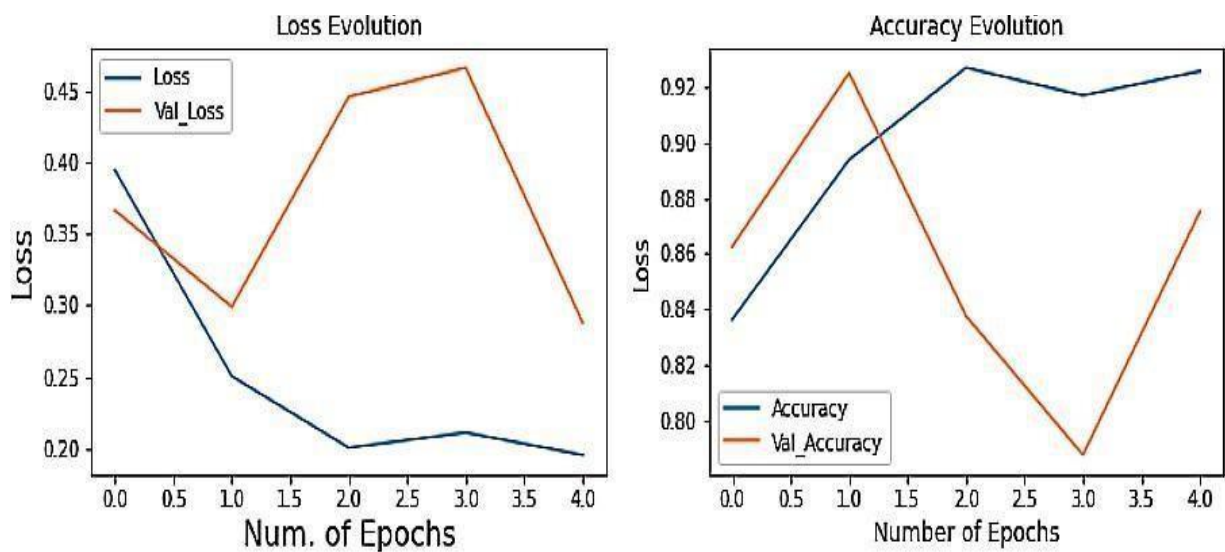 Loss Evolution
Loss
Val_Loss
0.45
0.40
0.35
0.30
0.25
0.20
Loss
0.0 0.5 1.0 1.5 2.0 2.5 3.0 3.5 4.0
Num. of Epochs
Accuracy Evolution
0.92
0.90
0.88
0.86
0.84
0.82
0.80
Loss
Accuracy
Val_Accuracy
0.0 0.5 1.0 1.5 2.0 2.5 3.0 3.5 4.0
Number of Epochs